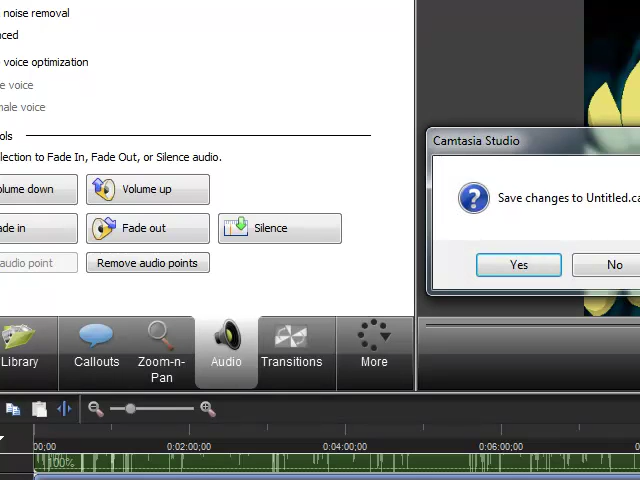 noise removal
nced
voice optimization
e voice
nale voice
ols
lection to Fade In, Fade Out, or Silence audio.
olume down
Volume up
ade in
Fade out
Silence
audio point
Remove audio points
Camtasia Studio
Save changes to Untitled.ca
Yes
No
Library
Callouts
Zoom-n-
Pan
Audio
Transitions
More
00;00
0:02:00;00
0:04:00;00
0:06:00;00
100%